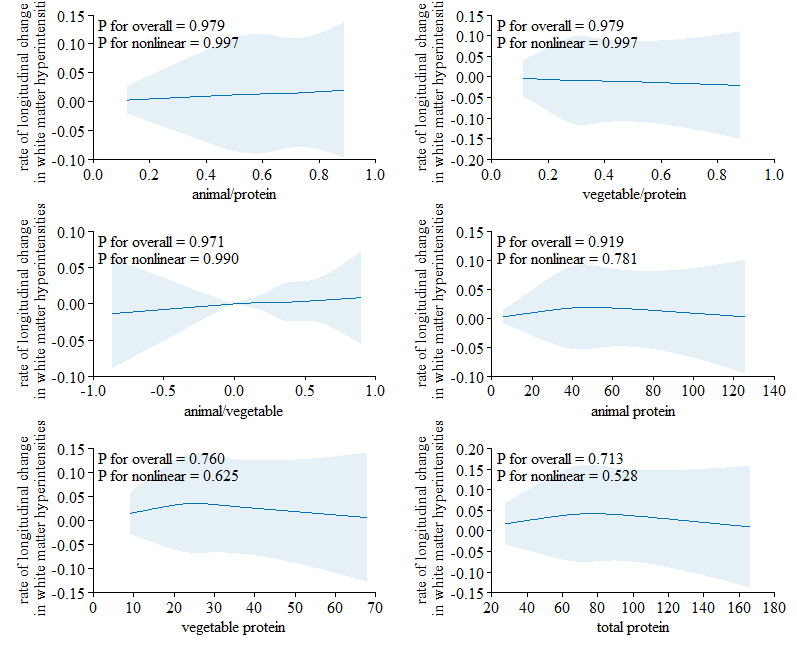 rate of longitudinal change
in white matter hyperintensities
0.15
0.10
0.05
0.00
-0.05
-0.10
P for overall = 0.979
P for nonlinear = 0.997
0.0 0.2 0.4 0.6 0.8 1.0
animal/protein
rate of longitudinal change
in white matter hyperintensities
0.15
0.10
0.05
0.00
-0.05
-0.10
-0.15
-0.20
P for overall = 0.979
P for nonlinear = 0.997
0.0 0.2 0.4 0.6 0.8 1.0
vegetable/protein
rate of longitudinal change
in white matter hyperintensities
0.10
0.05
0.00
-0.05
-0.10
P for overall = 0.971
P for nonlinear = 0.990
-1.0 -0.5 0.0 0.5 1.0
animal/vegetable
rate of longitudinal change
in white matter hyperintensities
0.15
0.10
0.05
0.00
-0.05
-0.10
P for overall = 0.919
P for nonlinear = 0.781
0 20 40 60 80 100 120 140
animal protein
rate of longitudinal change
in white matter hyperintensities
0.15
0.10
0.05
0.00
-0.05
-0.10
-0.15
P for overall = 0.760
P for nonlinear = 0.625
0 10 20 30 40 50 60 70
vegetable protein
rate of longitudinal change
in white matter hyperintensities
0.20
0.15
0.10
0.05
0.00
-0.05
-0.10
-0.15
P for overall = 0.713
P for nonlinear = 0.528
20 40 60 80 100 120 140 160 180
total protein